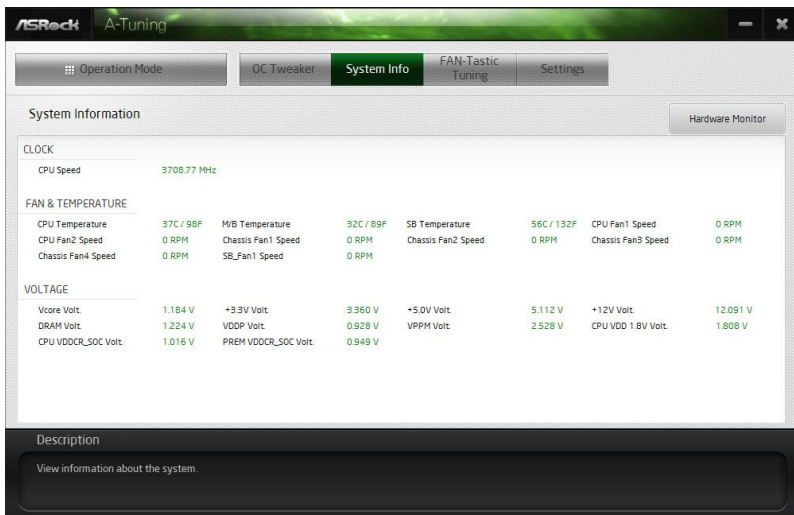 ASRock A-Tuning
Operation Mode OC Tweaker System Info FAN-Tastic Tuning Settings
System Information Hardware Monitor
CLOCK
CPU Speed 3708.77 MHz
FAN & TEMPERATURE
CPU Temperature 37C / 98F M/B Temperature 32C / 89F SB Temperature 56C / 132F CPU Fan1 Speed 0 RPM
CPU Fan2 Speed 0 RPM Chassis Fan1 Speed 0 RPM Chassis Fan2 Speed 0 RPM Chassis Fan3 Speed 0 RPM
Chassis Fan4 Speed 0 RPM SB_Fan1 Speed 0 RPM
VOLTAGE
Vcore Volt. 1.184 V +3.3V Volt. 3.360 V +5.0V Volt. 5.112 V +12V Volt. 12.091 V
DRAM Volt. 1.224 V VDDP Volt. 0.928 V VPPM Volt. 2.528 V CPU VDD 1.8V Volt. 1.808 V
CPU VDDCR_SOC Volt. 1.016 V PREM VDDCR_SOC Volt. 0.949 V
Description
View information about the system.